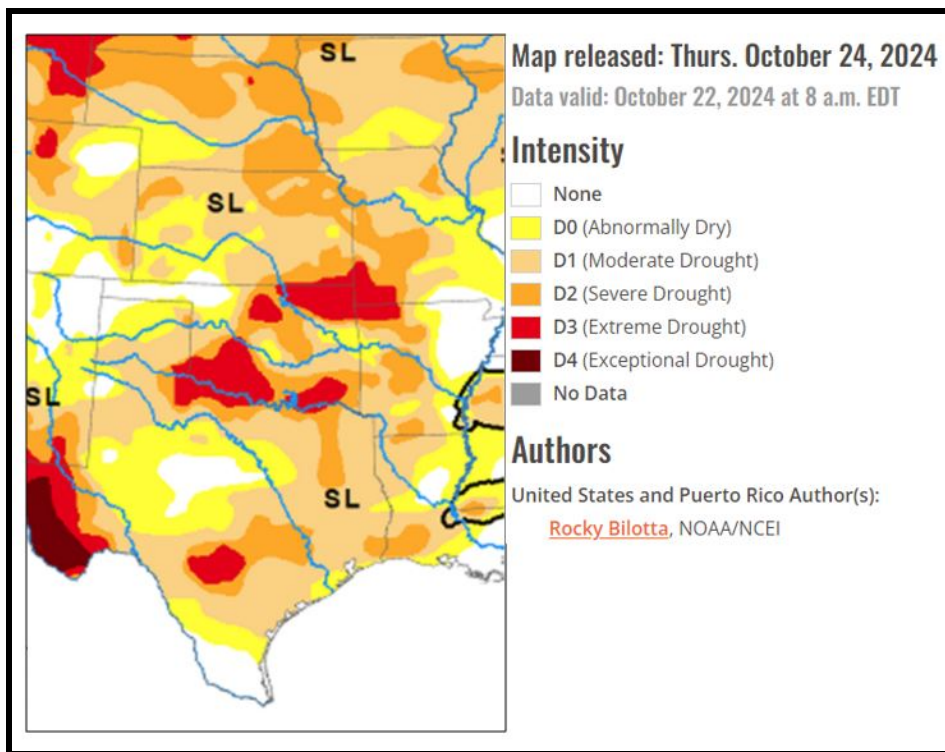 SL
SL
SL
SL
Map released: Thurs. October 24, 2024
Data valid: October 22, 2024 at 8 a.m. EDT
Intensity
None
D0 (Abnormally Dry)
D1 (Moderate Drought)
D2 (Severe Drought)
D3 (Extreme Drought)
D4 (Exceptional Drought)
No Data
Authors
United States and Puerto Rico Author(s):
Rocky Bilotta, NOAA/NCEI